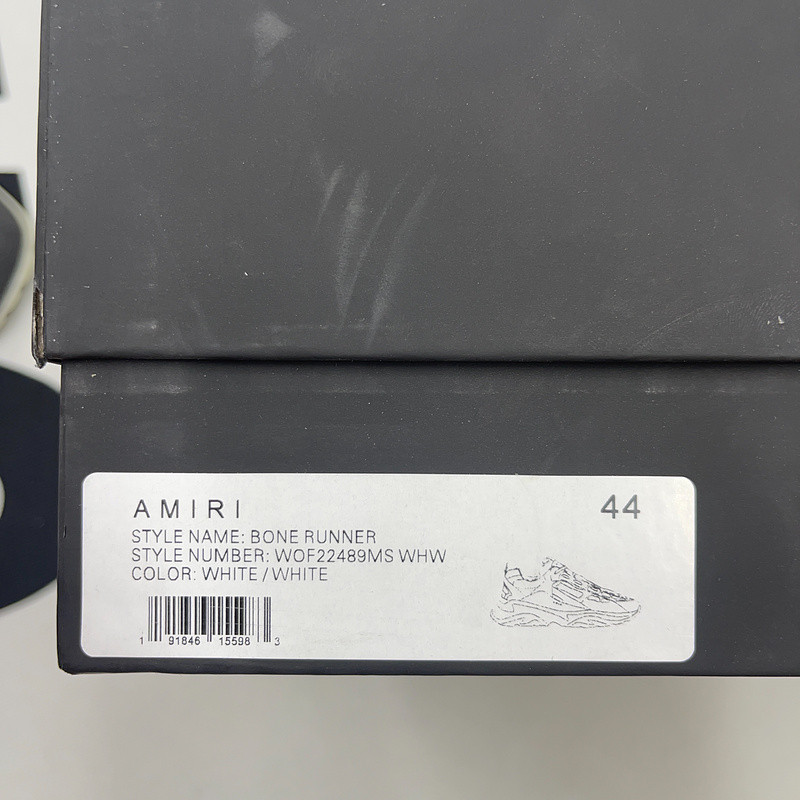 AMIRI
44
STYLE NAME: BONE RUNNER
STYLE NUMBER: WOF22489MS WHW
COLOR: WHITE / WHITE
1 91846 15598 3